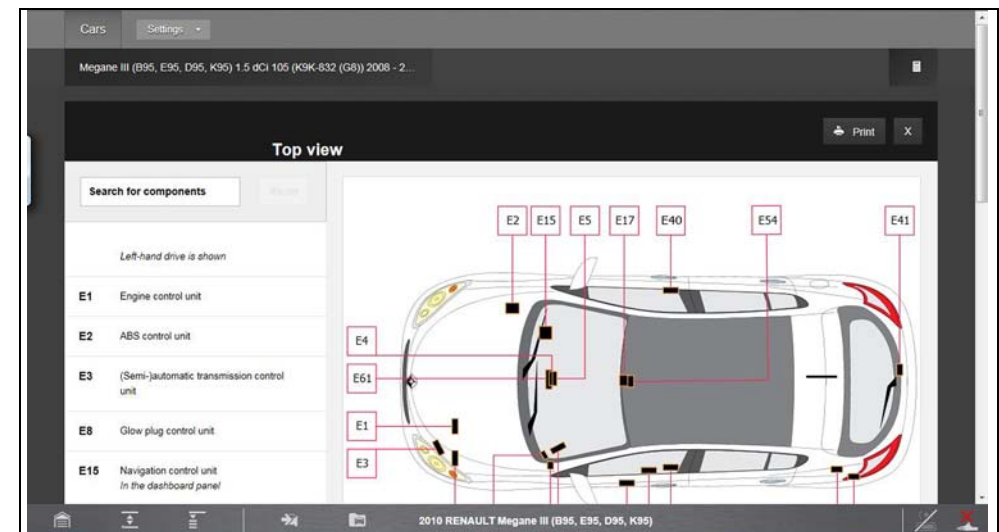 Cars
Settings
Megane III (B95, E95, D95, K95) 1.5 dCi 105 (K9K-832 (G8)) 2008 - 2...
Print
X
Top view
Search for components
Left-hand drive is shown
E1 Engine control unit
E2 ABS control unit
E3 (Semi-)automatic transmission control
unit
E8 Glow plug control unit
E15 Navigation control unit
In the dashboard panel
E2 E15 E5 E17 E40 E54 E41
E4
E61
E1
E3
2010 RENAULT Megane III (B95, E95, D95, K95)